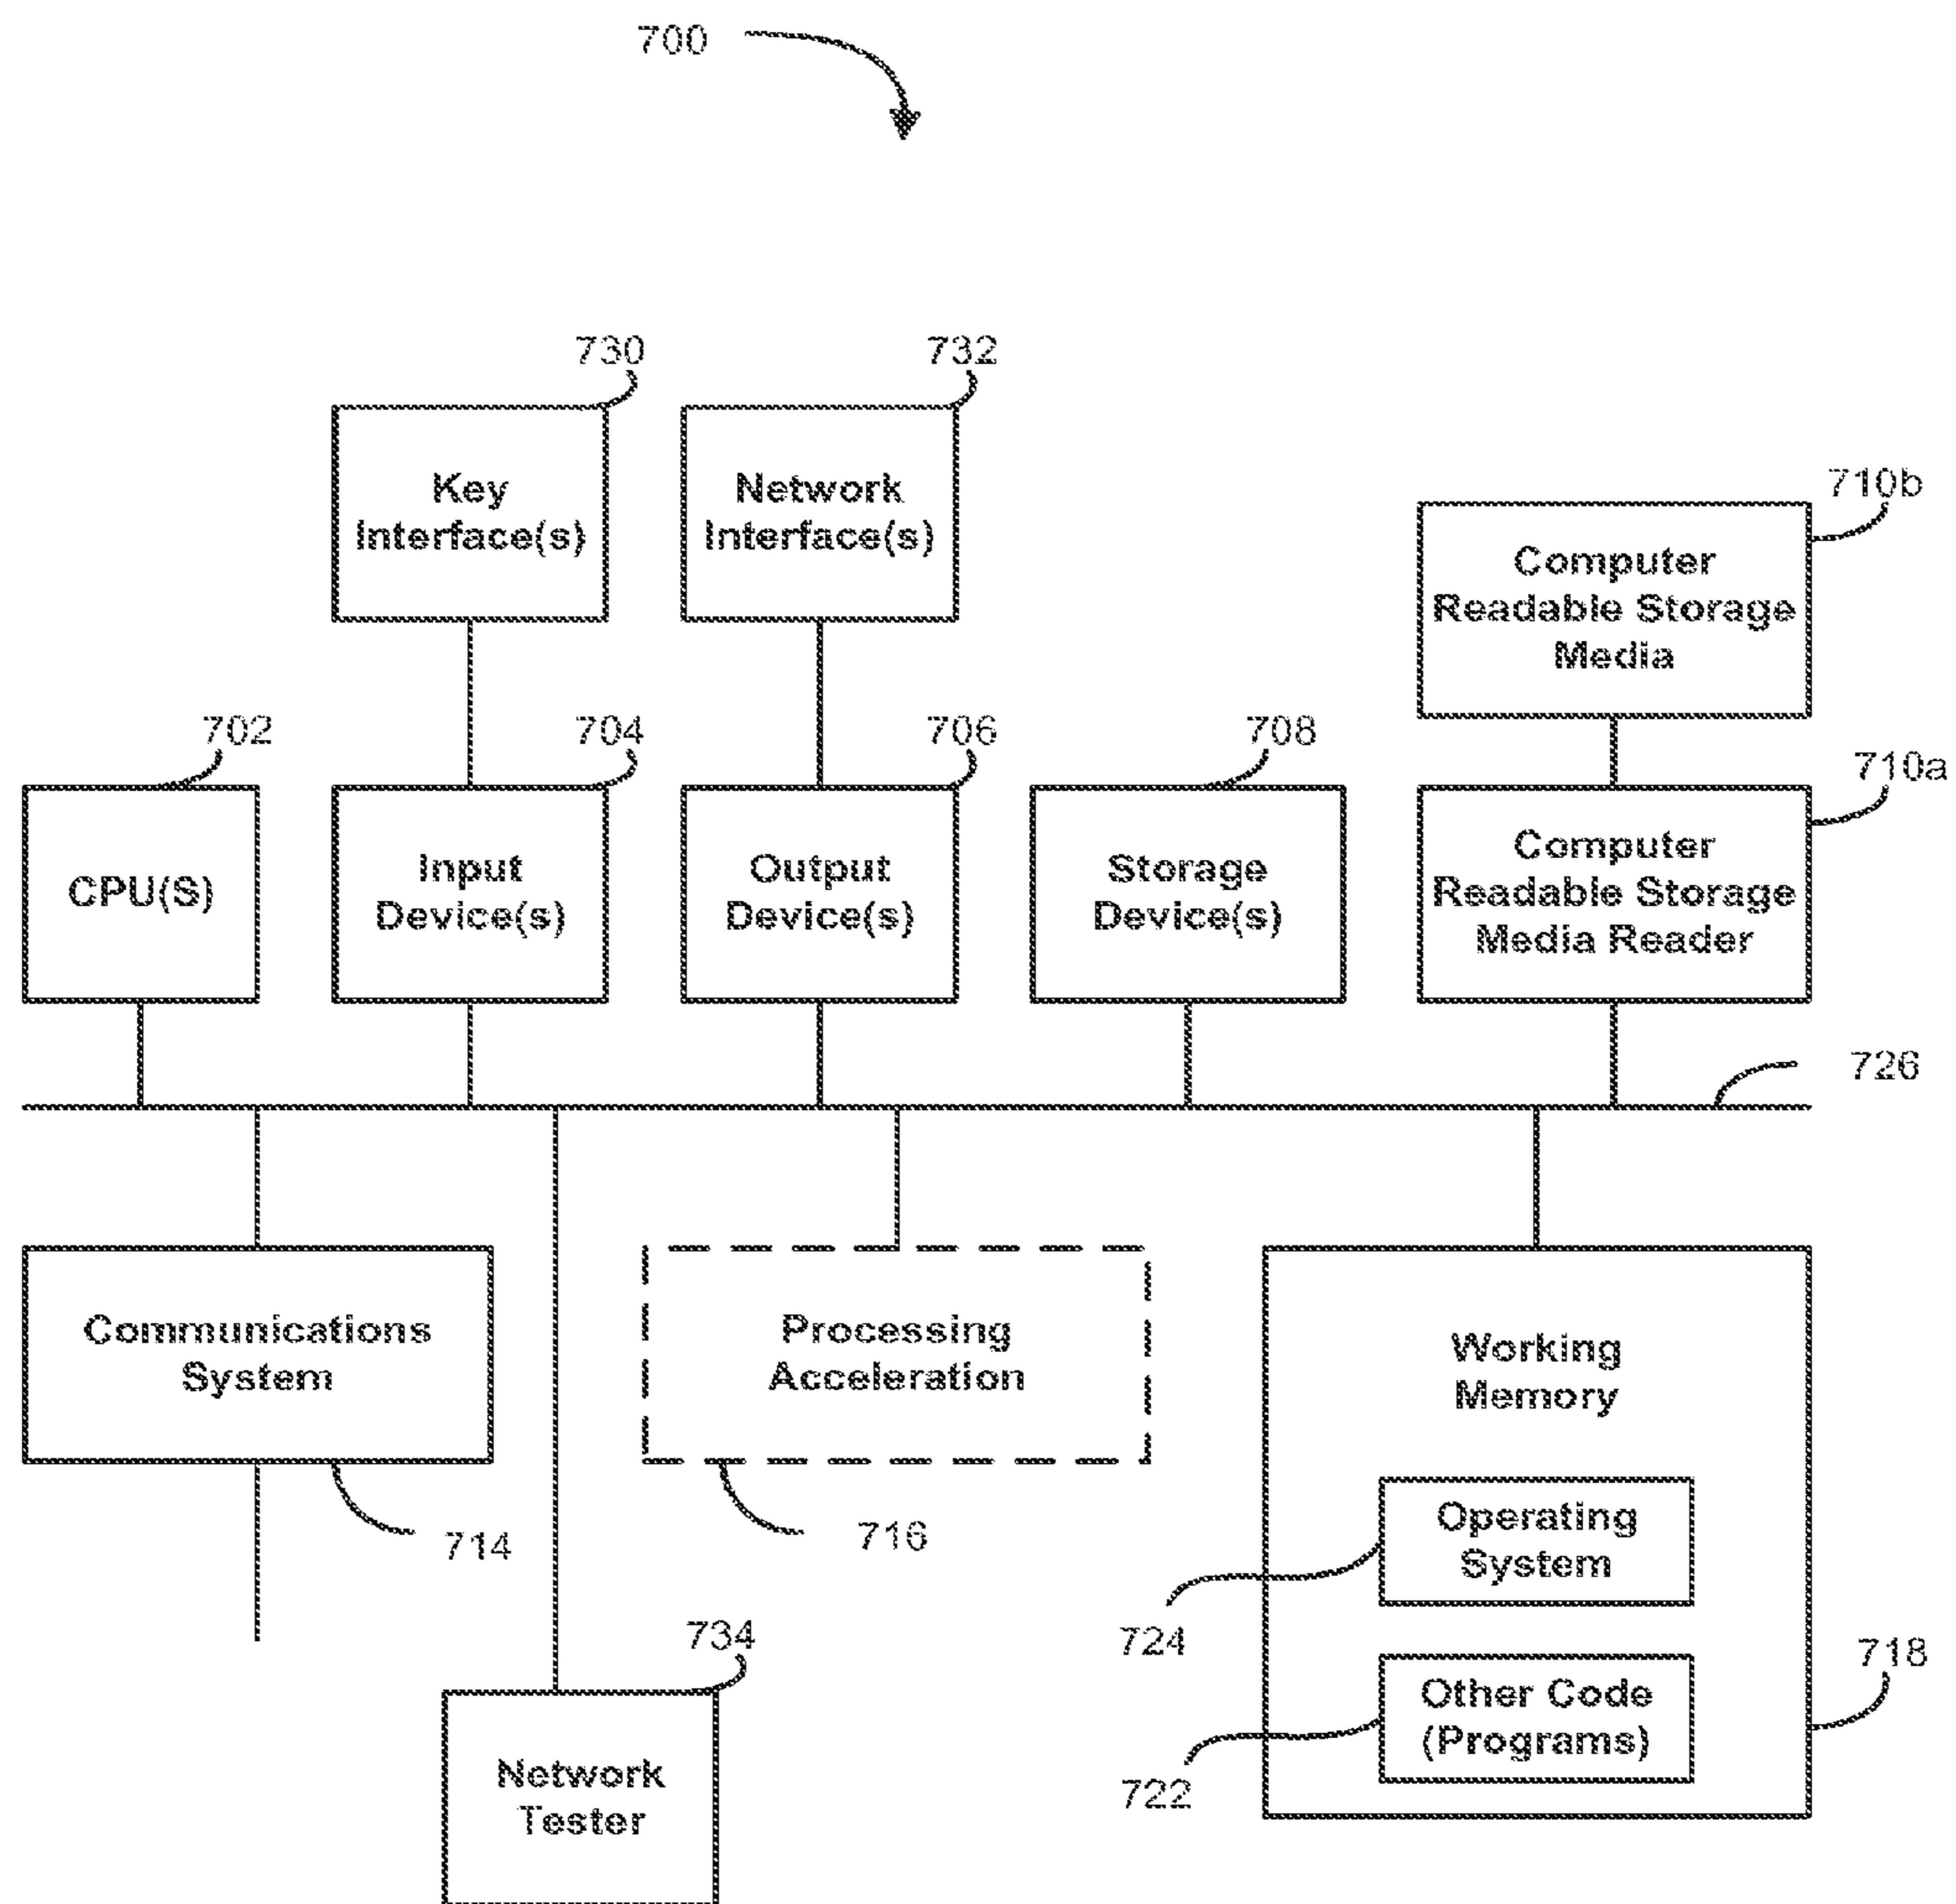 700
730
732
Key
Interface(s)
Network
Interface(s)
710b
Computer
Readable Storage
Media
702
704
706
708
710a
CPU(S)
Input
Device(s)
Output
Device(s)
Storage
Device(s)
Computer
Readable Storage
Media Reader
726
Communications
System
Processing
Acceleration
Working
Memory
714
716
Operating
System
724
734
718
Other Code
(Programs)
722
Network
Tester